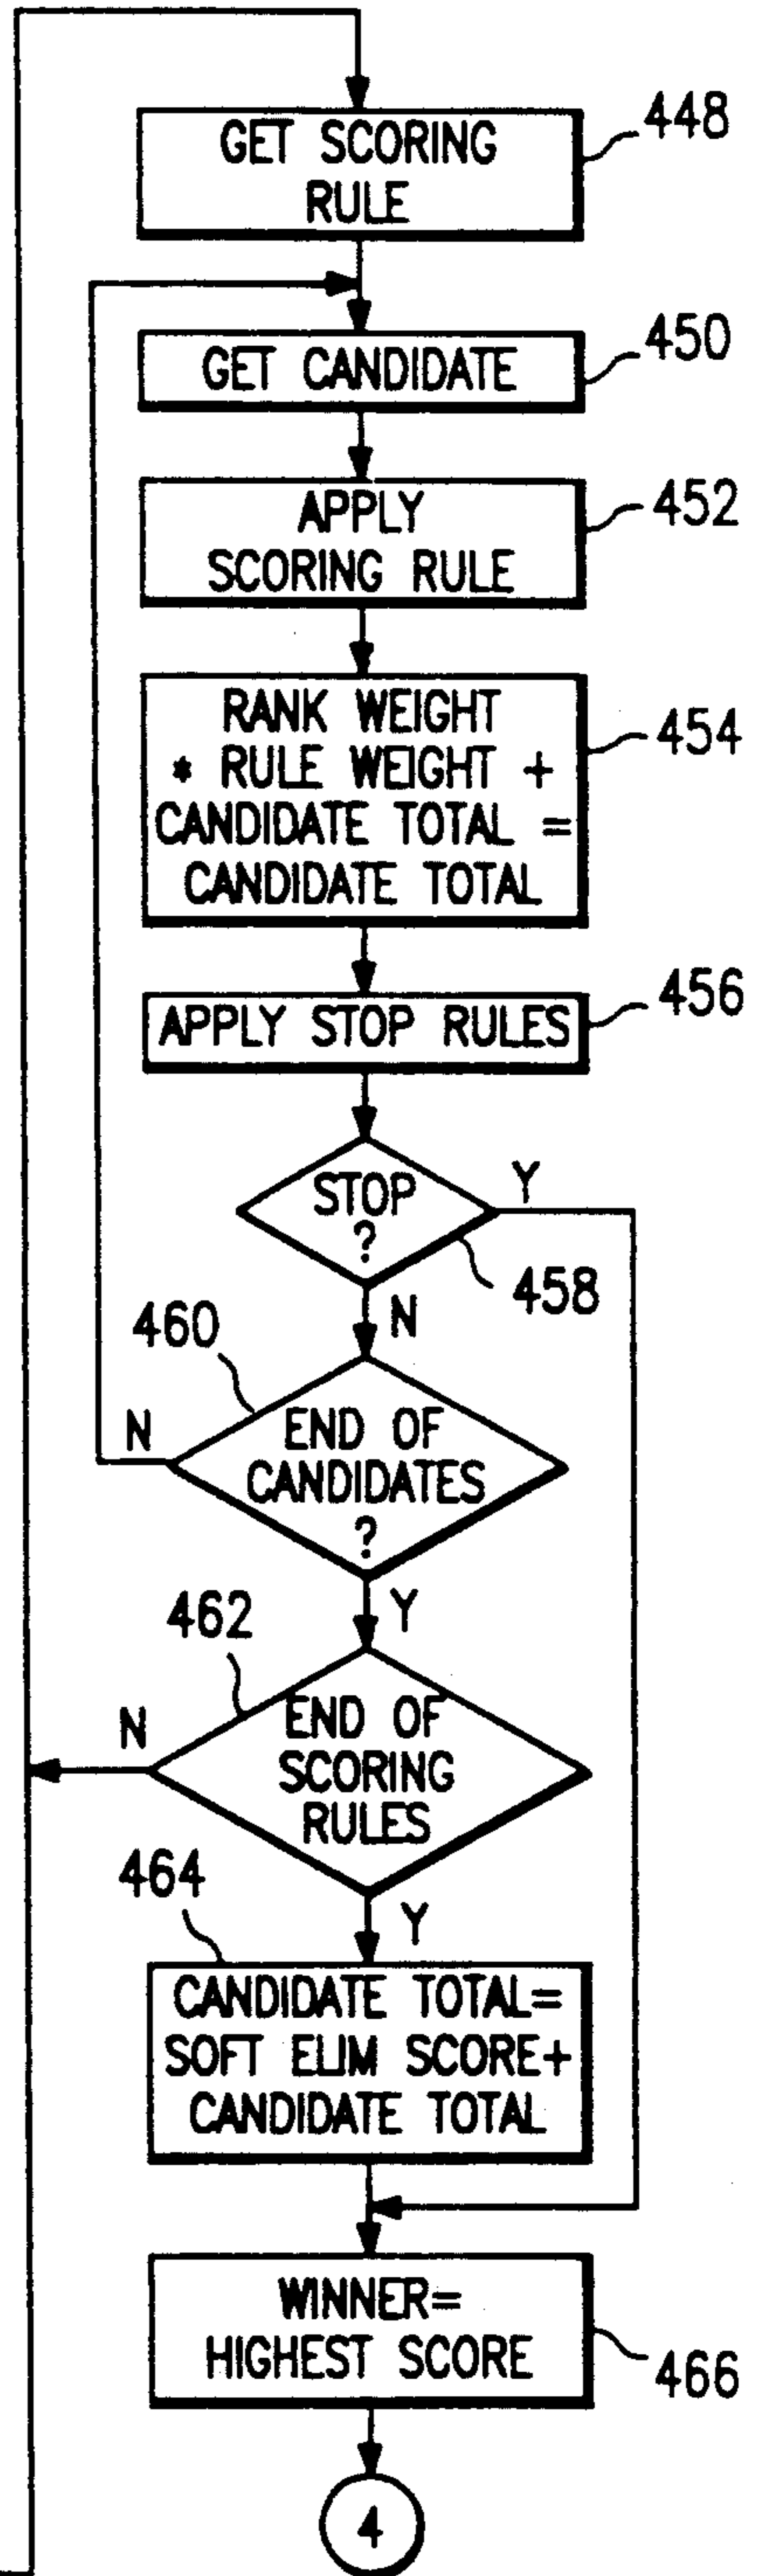 GET SCORING
RULE
448
GET CANDIDATE
450
APPLY
SCORING RULE
452
RANK WEIGHT
* RULE WEIGHT +
CANDIDATE TOTAL =
CANDIDATE TOTAL
454
APPLY STOP RULES
456
STOP
?
Y
458
N
460
END OF
CANDIDATES
?
N
Y
462
END OF
SCORING
RULES
N
Y
464
CANDIDATE TOTAL=
SOFT ELIM SCORE+
CANDIDATE TOTAL
WINNER=
HIGHEST SCORE
466
4